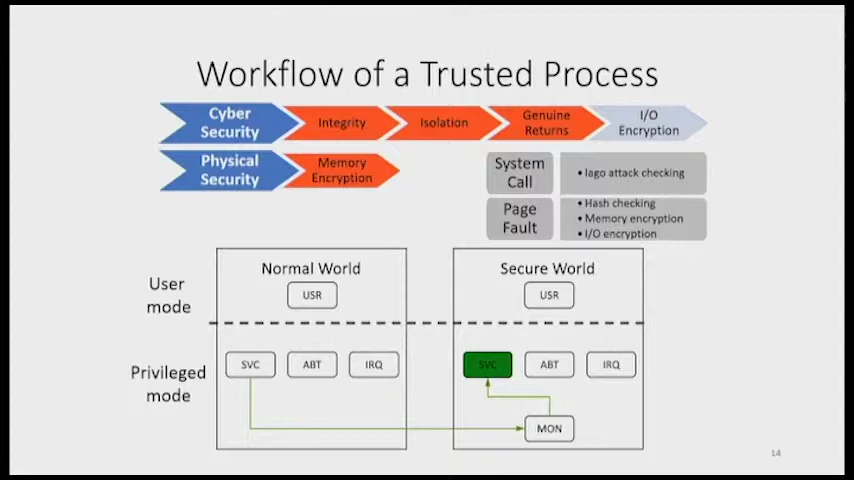 Workflow of a Trusted Process
Cyber
Security
Integrity
Isolation
Genuine
Returns
I/O
Encryption
Physical
Security
Memory
Encryption
System
Call
• Iago attack checking
Page
Fault
• Hash checking
• Memory encryption
• I/O encryption
Normal World
Secure World
User
mode
USR
USR
Privileged
mode
SVC
ABT
IRQ
SVC
ABT
IRQ
MON
14